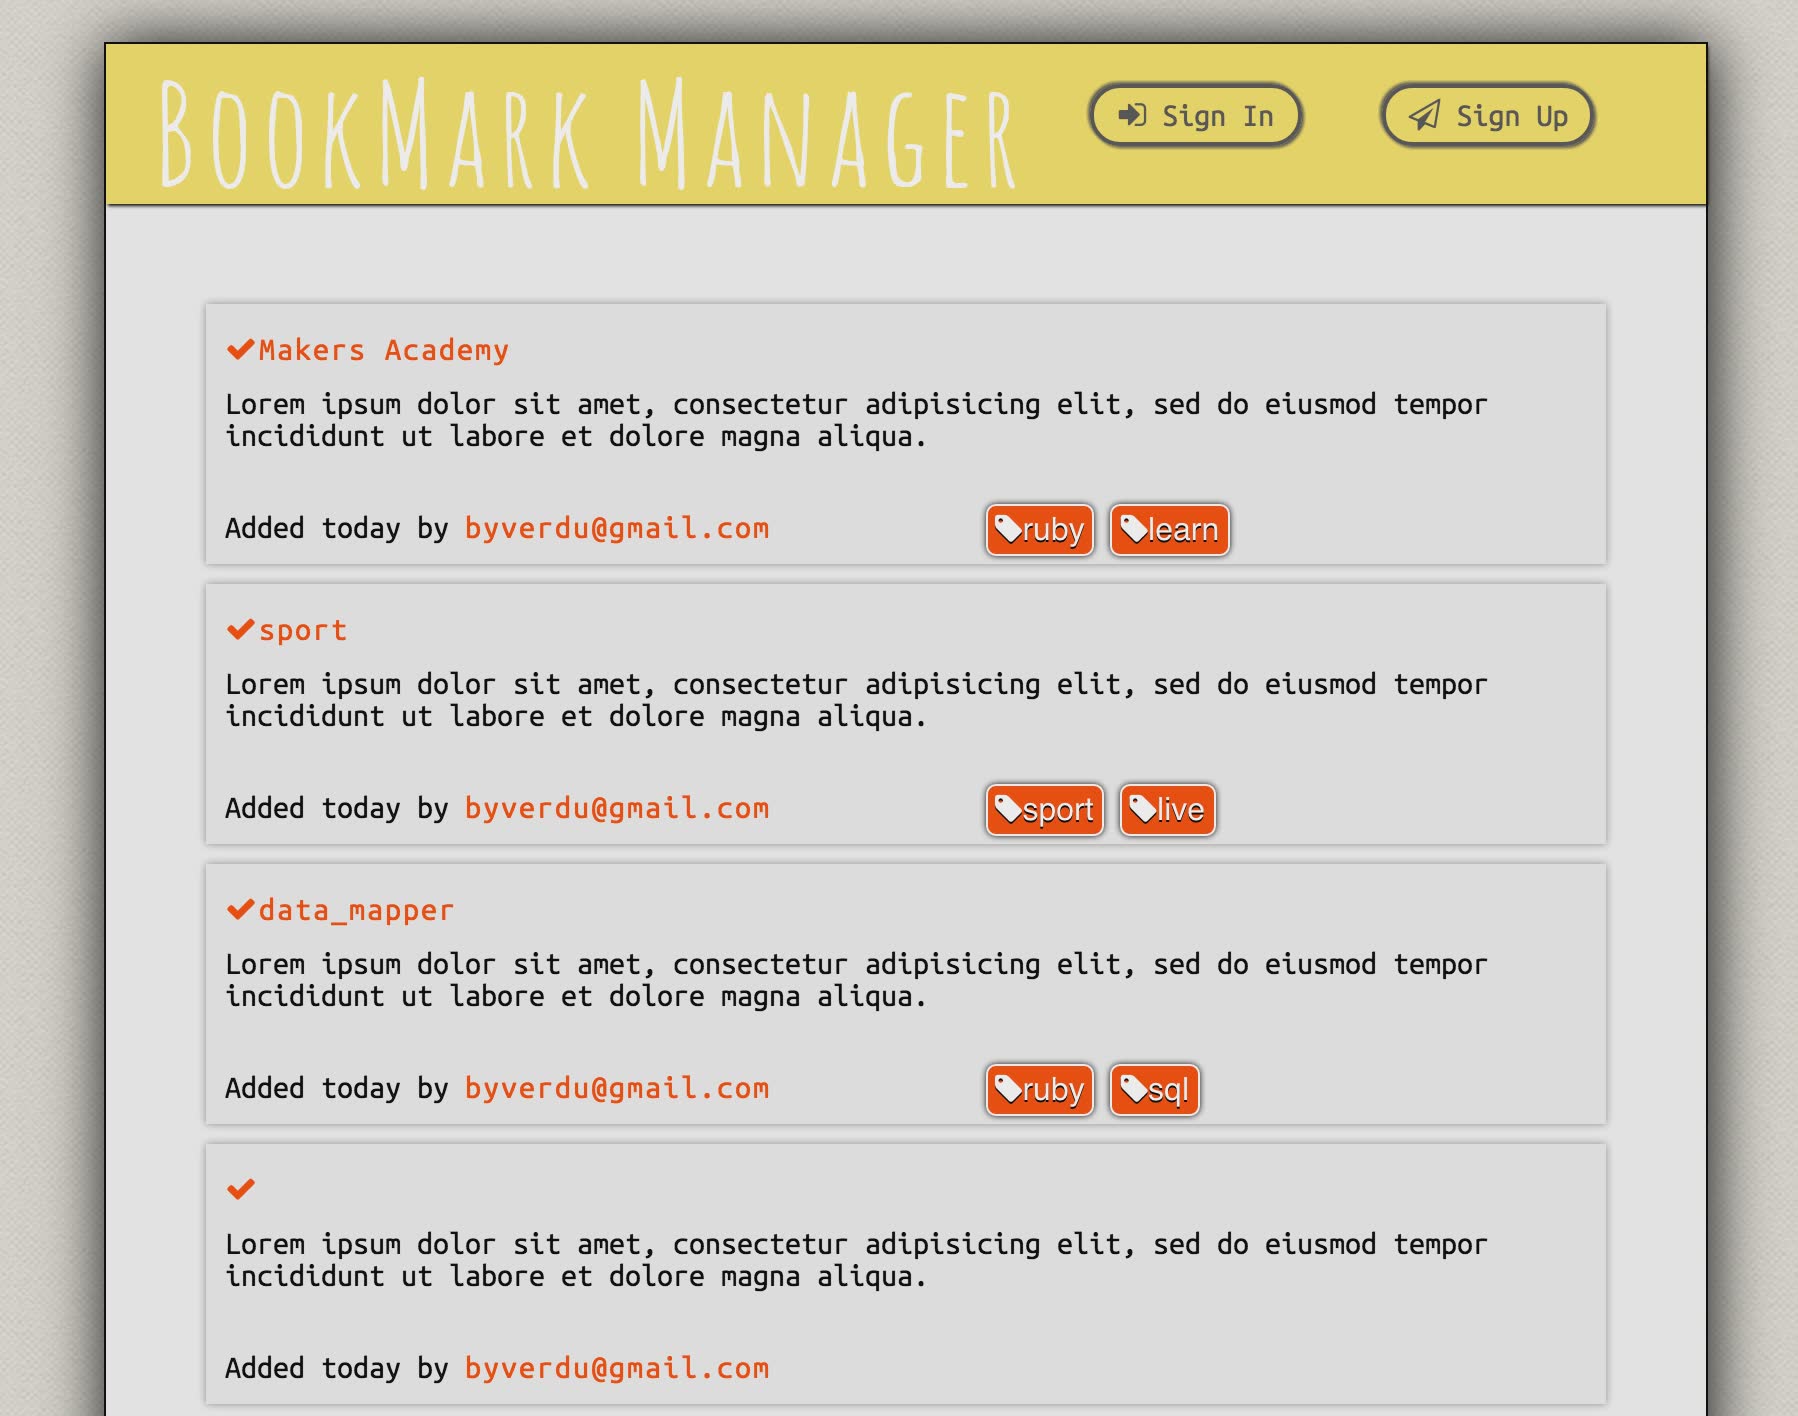 BookMark Manager
Sign In
Sign Up
Makers Academy
Lorem ipsum dolor sit amet, consectetur adipisicing elit, sed do eiusmod tempor
incididunt ut labore et dolore magna aliqua.
Added today by byverdu@gmail.com ruby learn
sport
Lorem ipsum dolor sit amet, consectetur adipisicing elit, sed do eiusmod tempor
incididunt ut labore et dolore magna aliqua.
Added today by byverdu@gmail.com sport live
data_mapper
Lorem ipsum dolor sit amet, consectetur adipisicing elit, sed do eiusmod tempor
incididunt ut labore et dolore magna aliqua.
Added today by byverdu@gmail.com ruby sql
Lorem ipsum dolor sit amet, consectetur adipisicing elit, sed do eiusmod tempor
incididunt ut labore et dolore magna aliqua.
Added today by byverdu@gmail.com